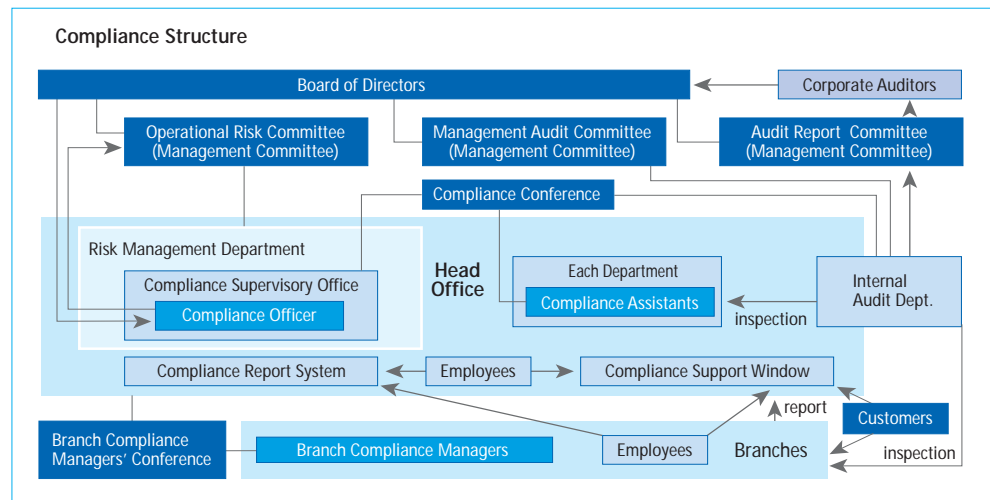 Compliance Structure
Board of Directors
Corporate Auditors
Operational Risk Committee
(Management Committee)
Management Audit Committee
(Management Committee)
Audit Report Committee
(Management Committee)
Compliance Conference
Risk Management Department
Head
Office
Compliance Supervisory Office
Compliance Officer
Each Department
Compliance Assistants
Internal
Audit Dept.
inspection
Compliance Report System
Employees
Compliance Support Window
report
Customers
Branch Compliance
Managers’ Conference
Branch Compliance Managers
Employees
Branches
inspection